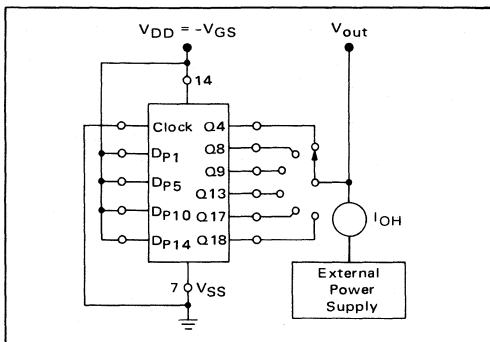 V_DD = -V_GS
V_out
14
Clock
Q4
Q8
D_P1
Q9
D_P5
Q13
D_P10
Q17
D_P14
Q18
I_OH
7
V_SS
External
Power
Supply